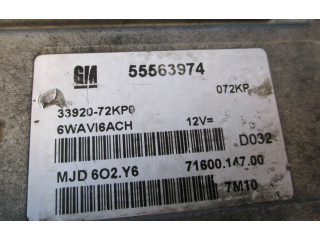 GM 55563974
072KP
33920-72KP0
6WAVI6ACH 12V=
D032
MJD 6O2.Y6 71600.147.00
7M10